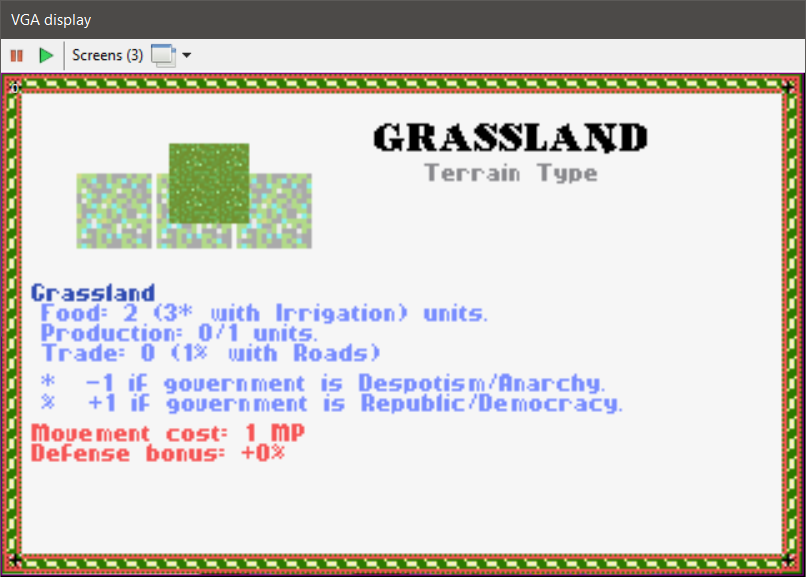 VGA display
Screens (3)
GRASSLAND
Terrain Type
Grassland
Food: 2 (3* with Irrigation) units.
Production: 0/1 units.
Trade: 0 (1% with Roads)
* -1 if government is Despotism/Anarchy.
% +1 if government is Republic/Democracy.
Movement cost: 1 MP
Defense bonus: +0%